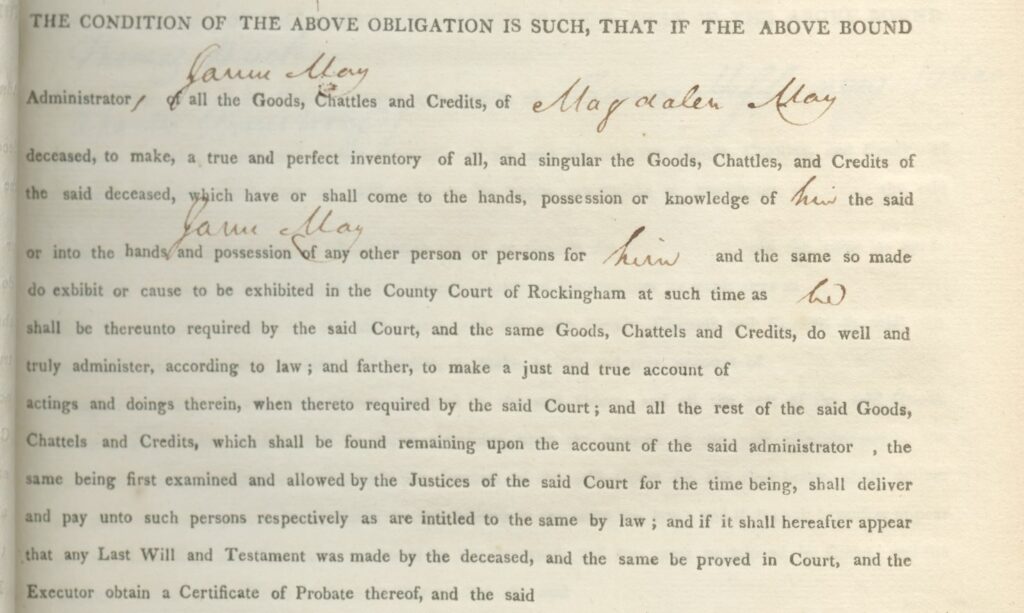 THE CONDITION OF THE ABOVE OBLIGATION IS SUCH, THAT IF THE ABOVE BOUND
May
Administrator, of all the Goods, Chattles and Credits, of Magdalen May
deceased, to make, a true and perfect inventory of all, and singular the Goods, Chattles, and Credits of
the said deceased, which have or shall come to the hands, possession or knowledge of him the said
May
or into the hands and possession of any other person or persons for him and the same so made
do exbibit or cause to be exhibited in the County Court of Rockingham at such time as he
shall be thereunto required by the said Court, and the same Goods, Chattels and Credits, do well and
truly administer, according to law ; and farther, to make a just and true account of
actings and doings therein, when thereto required by the said Court ; and all the rest of the said Goods,
Chattels and Credits, which shall be found remaining upon the account of the said administrator , the
same being first examined and allowed by the Justices of the said Court for the time being, shall deliver
and pay unto such persons respectively as are intitled to the same by law ; and if it shall hereafter appear
that any Last Will and Testament was made by the deceased, and the same be proved in Court, and the
Executor obtain a Certificate of Probate thereof, and the said